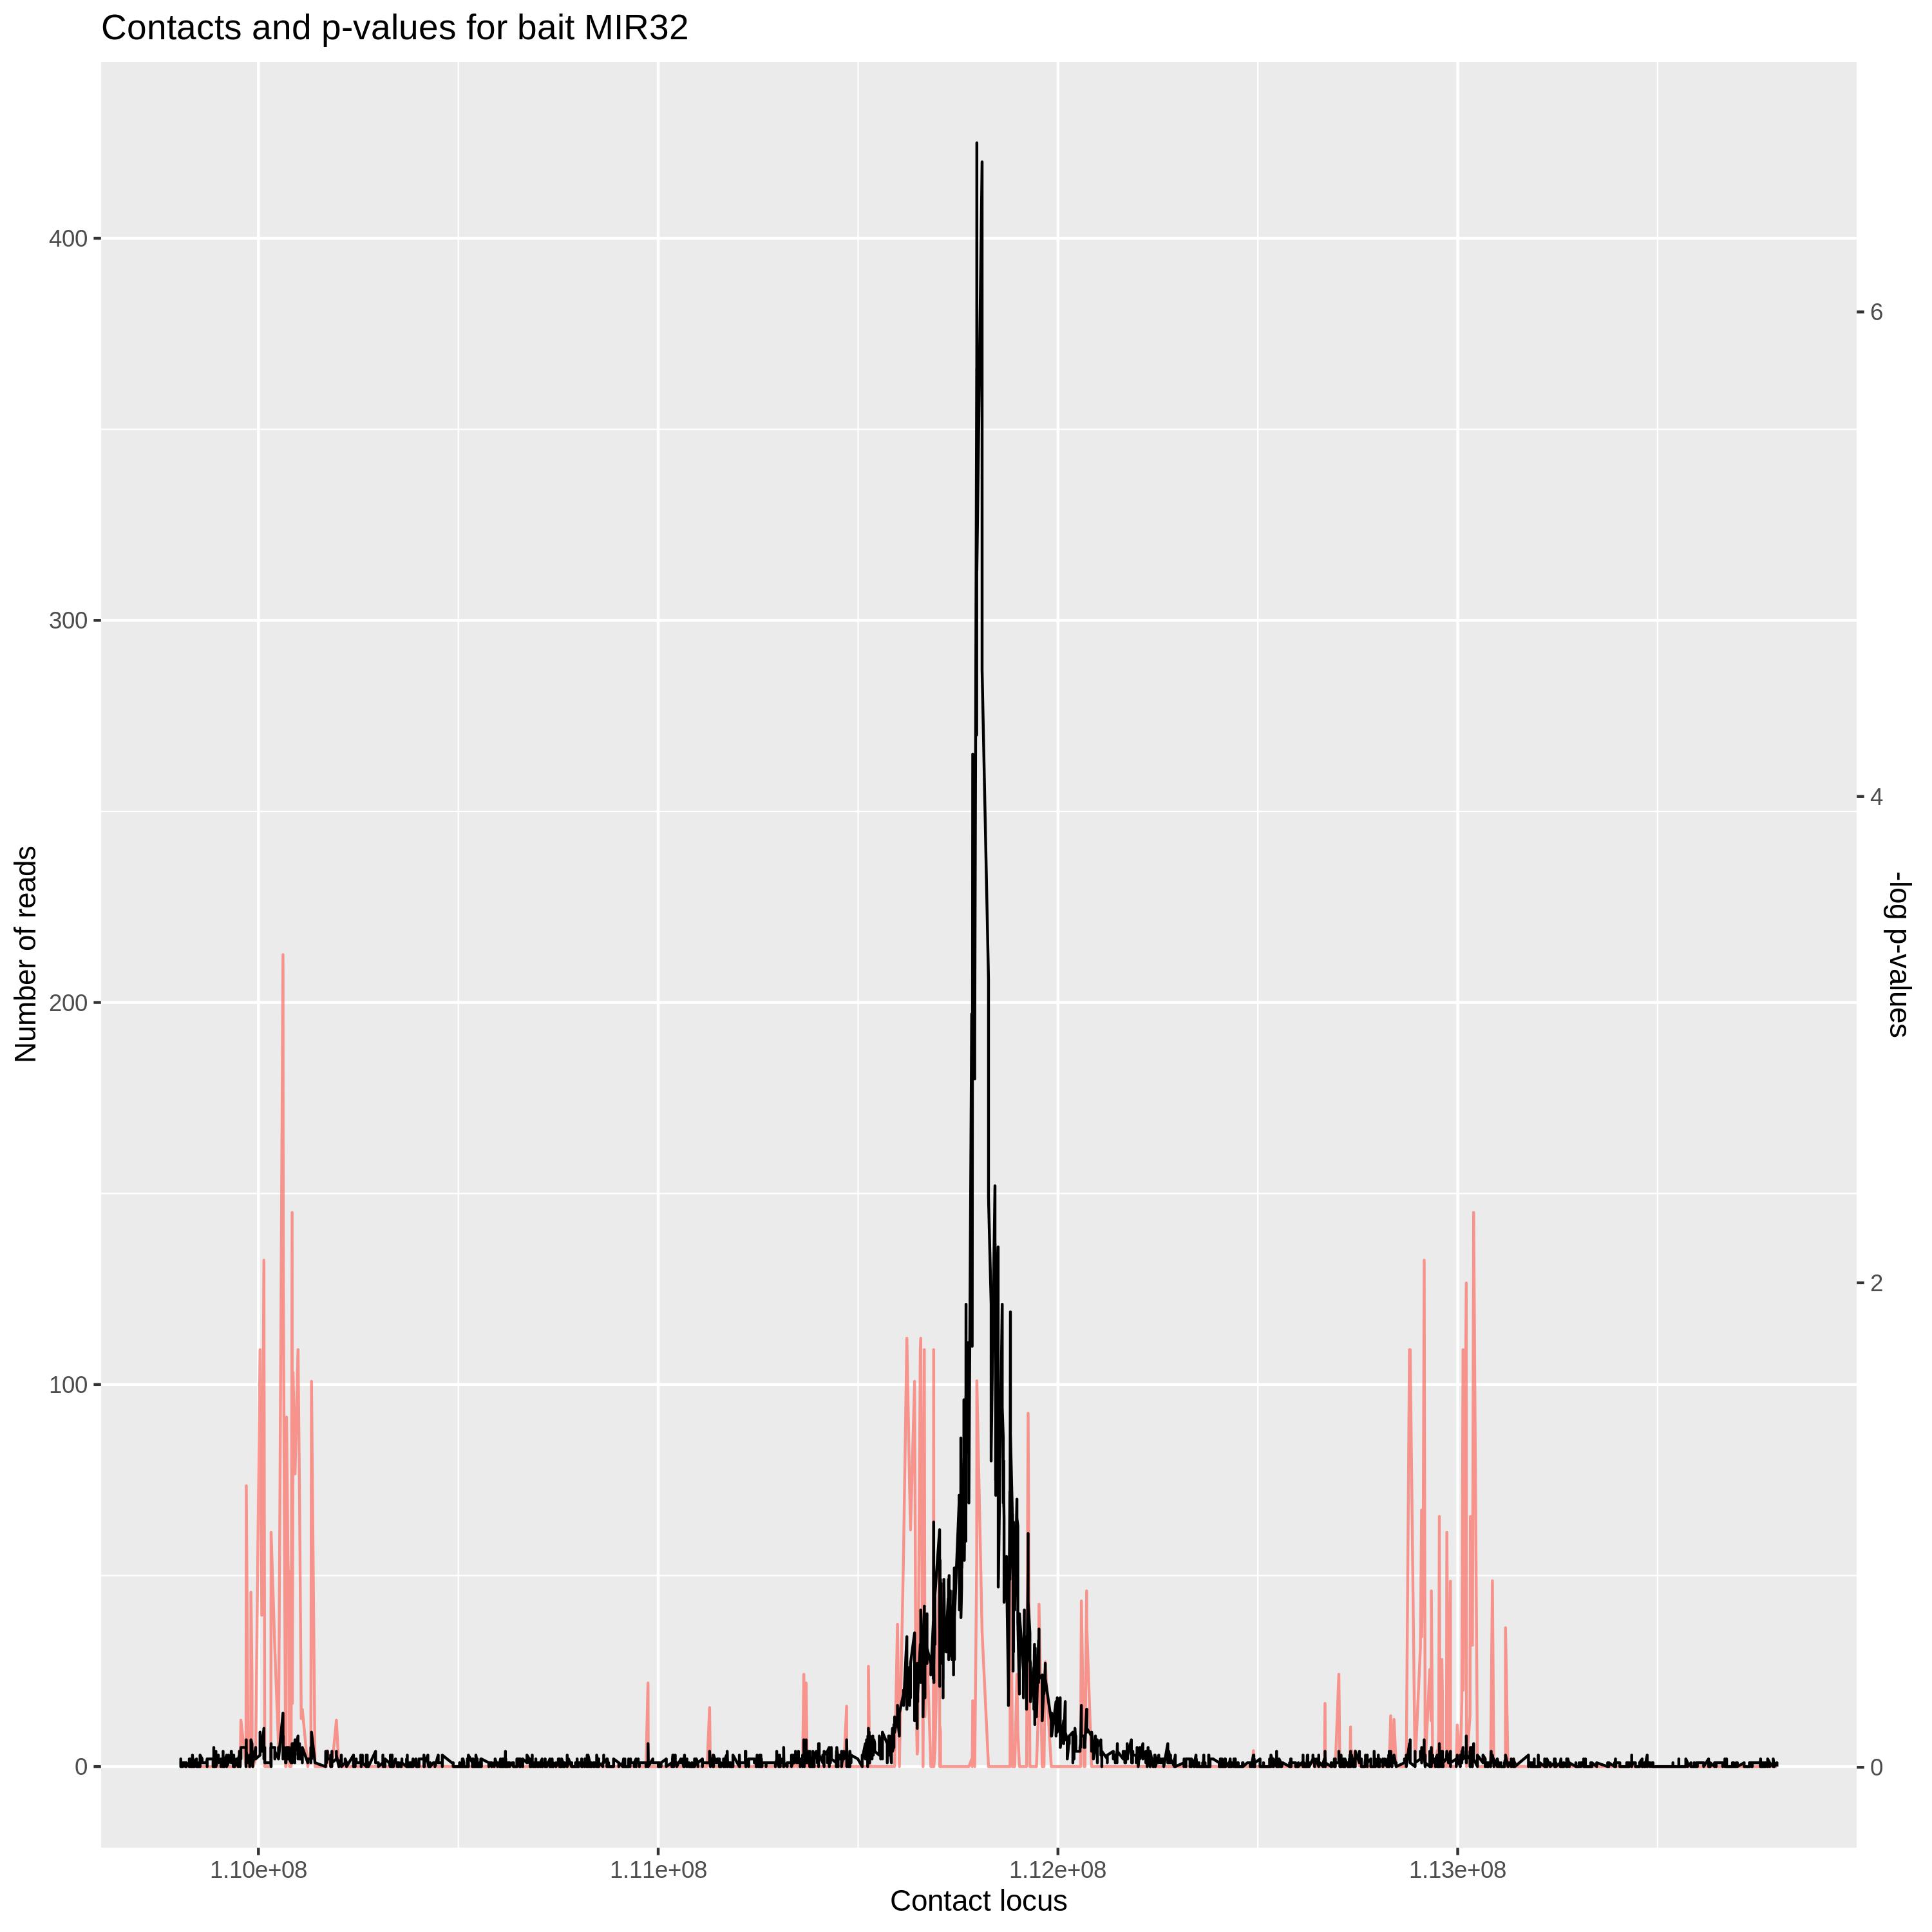 Contacts and p-values for bait MIR32
Number of reads
400
300
200
100
0
6
4
2
0
-log p-values
1.10e+08 1.11e+08 1.12e+08 1.13e+08
Contact locus